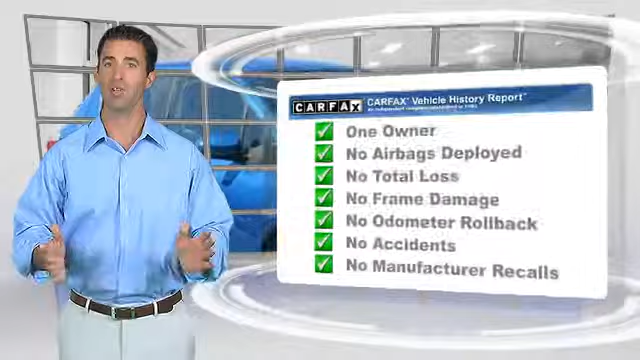 CARFAX CARFAX Vehicle History Report™
One Owner
No Airbags Deployed
No Total Loss
No Frame Damage
No Odometer Rollback
No Accidents
No Manufacturer Recalls